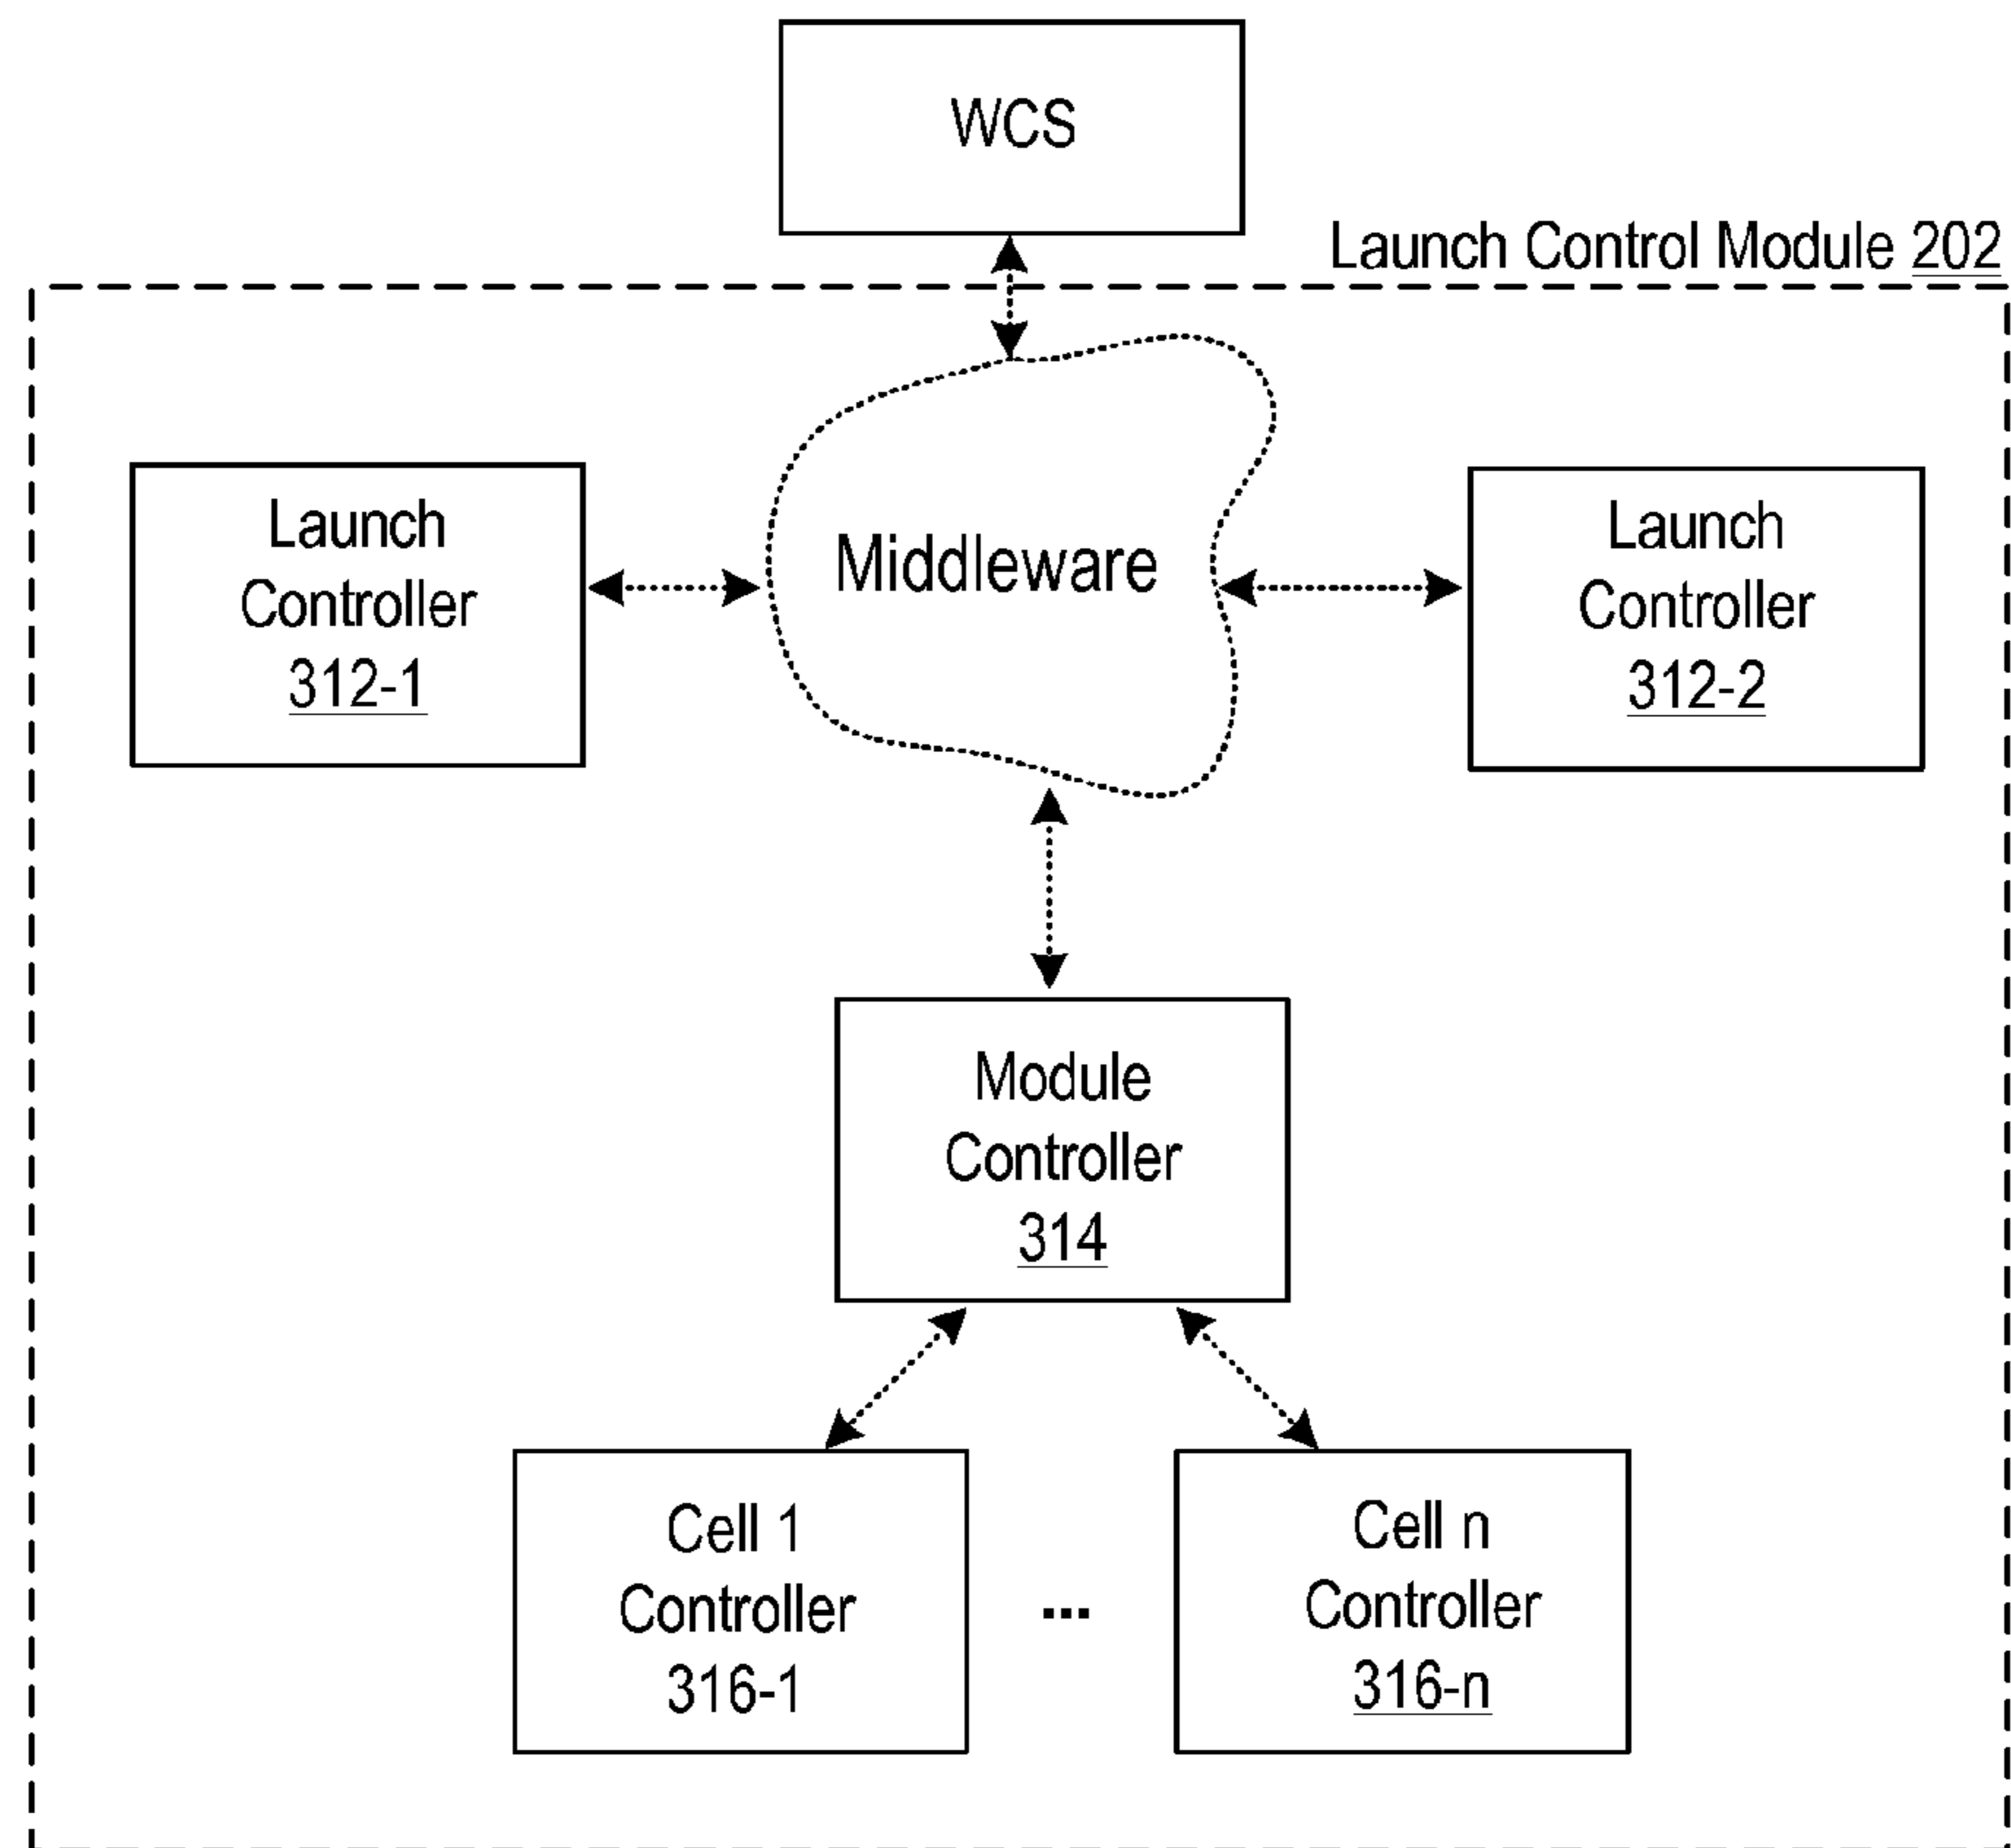 WCS
Launch Control Module 202
Launch
Controller
312-1
Middleware
Launch
Controller
312-2
Module
Controller
314
Cell 1
Controller
316-1
...
Cell n
Controller
316-n